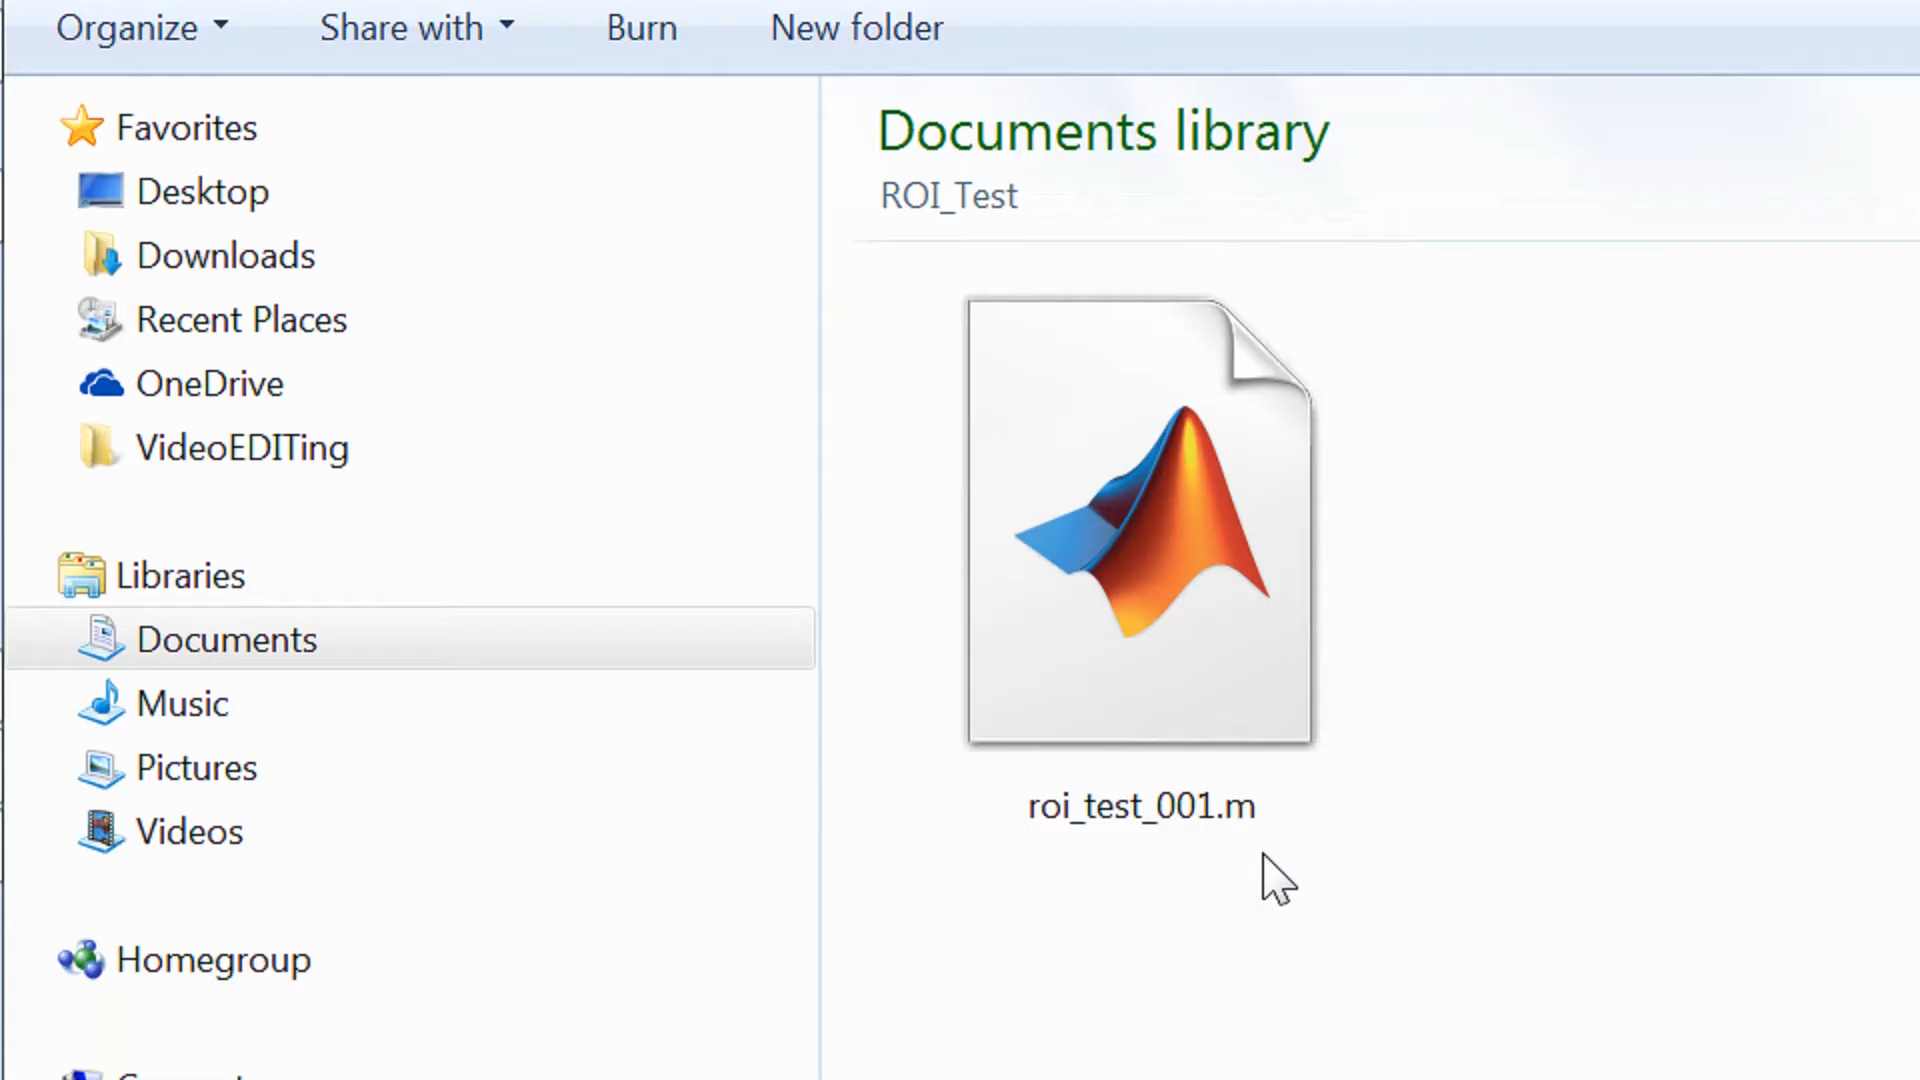 Organize
Share with
Burn
New folder
Favorites
Desktop
Downloads
Recent Places
OneDrive
VideoEDITing
Libraries
Documents
Music
Pictures
Videos
Homegroup
Documents library
ROI_Test
roi_test_001.m